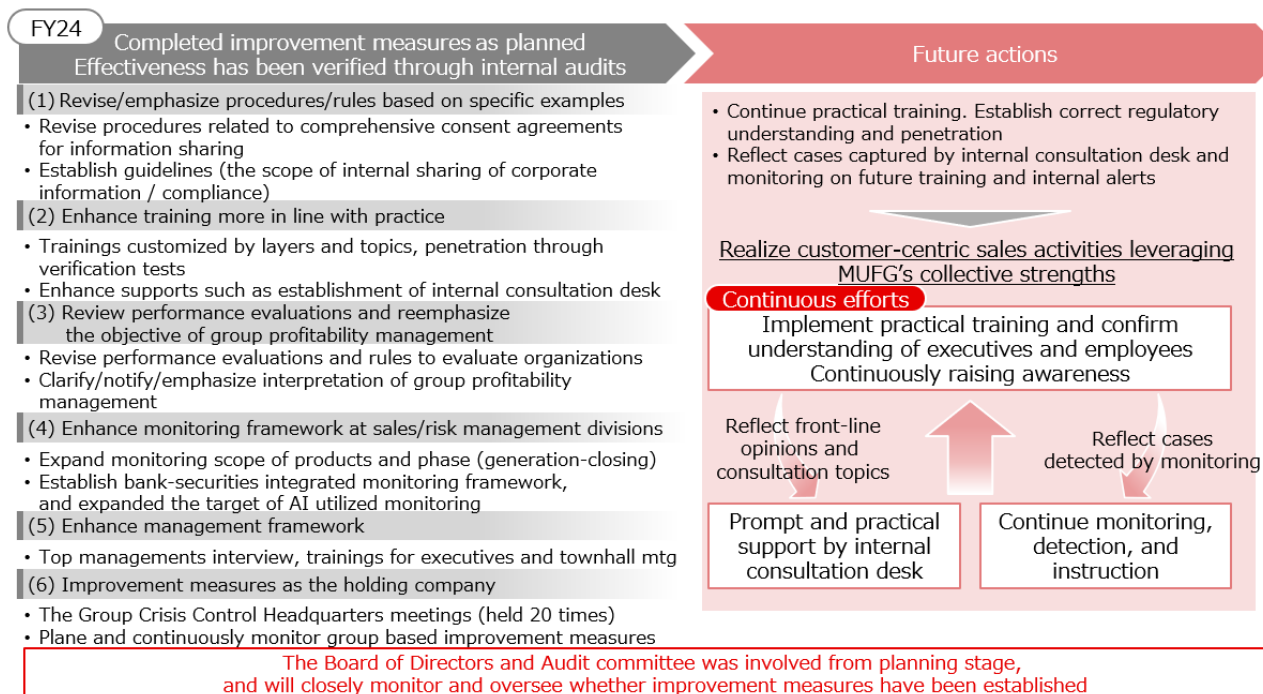 FY24
Completed improvement measures as planned
Effectiveness has been verified through internal audits
(1) Revise/emphasize procedures/rules based on specific examples
• Revise procedures related to comprehensive consent agreements
for information sharing
• Establish guidelines (the scope of internal sharing of corporate
information / compliance)
(2) Enhance training more in line with practice
• Trainings customized by layers and topics, penetration through
verification tests
• Enhance supports such as establishment of internal consultation desk
(3) Review performance evaluations and reemphasize
the objective of group profitability management
• Revise performance evaluations and rules to evaluate organizations
• Clarify/notify/emphasize interpretation of group profitability
management
(4) Enhance monitoring framework at sales/risk management divisions
• Expand monitoring scope of products and phase (generation-closing)
• Establish bank-securities integrated monitoring framework,
and expanded the target of AI utilized monitoring
(5) Enhance management framework
• Top managements interview, trainings for executives and townhall mtg
(6) Improvement measures as the holding company
• The Group Crisis Control Headquarters meetings (held 20 times)
• Plane and continuously monitor group based improvement measures
Future actions
• Continue practical training. Establish correct regulatory
understanding and penetration
• Reflect cases captured by internal consultation desk and
monitoring on future training and internal alerts
Realize customer-centric sales activities leveraging
MUFG's collective strengths
Continuous efforts
Implement practical training and confirm
understanding of executives and employees
Continuously raising awareness
Reflect front-line
opinions and
consultation topics
Reflect cases
detected by monitoring
Prompt and practical
support by internal
consultation desk
Continue monitoring,
detection, and
instruction
The Board of Directors and Audit committee was involved from planning stage,
and will closely monitor and oversee whether improvement measures have been established